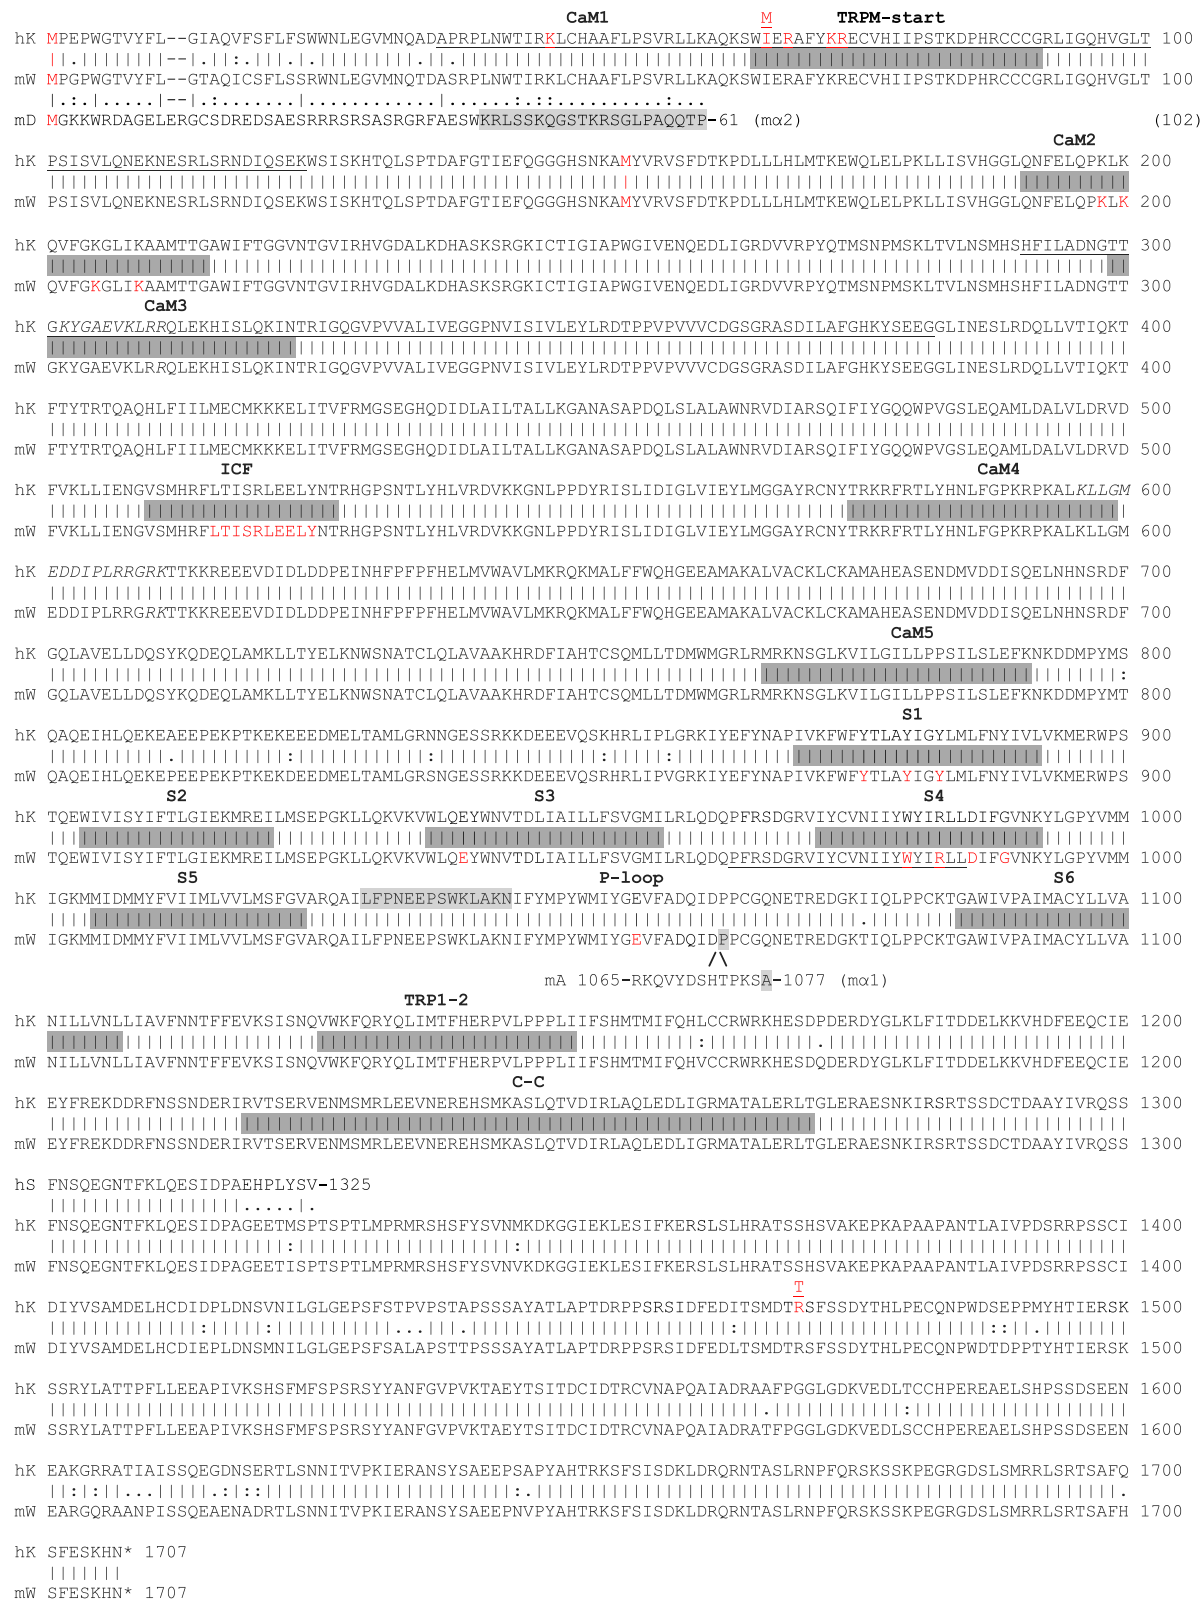 CaM1 M TRPM-start
hK MPEPWGTVYFL--GIAQVFSFLFSWWNLEGVMNQADAPRPLNWTIRKLCHAAFLPSVRLLKAQKSWIERAFYKRECVHIIPSTKDPHRCCCGRLIGQHVGLT 100
mW MPGPWGTVYFL--GTAQICSFLSSRWNLEGVMNQTDASRPLNWTIRKLCHAAFLPSVRLLKAQKSWIERAFYKRECVHIIPSTKDPHRCCCGRLIGQHVGLT 100
mD MGKKWRDAGELERGCSDREDSAESRRRSRSASRGRFAESWKRLSSKQGSTKRSGLPAQQTP-61 (mα2) (102)
CaM2
hK PSISVLQNEKNESRLSRNDIQSEKWSISKHTQLSPTDAFGTIEFQGGGHSNKAMYVRVSFDTKPDLLLHLMTKEWQLELPKLLISVHGGLQNFELQPKLK 200
mW PSISVLQNEKNESRLSRNDIQSEKWSISKHTQLSPTDAFGTIEFQGGGHSNKAMYVRVSFDTKPDLLLHLMTKEWQLELPKLLISVHGGLQNFELQPKLK 200
hK QVFGKGLIKAAMTTGAWIFTGGVNTGVIRHVGDALKDHASKSRGKICTIGIAPWGIVENQEDLIGRDVVRPYQTMSNPMSKLTVLNSMHSHFILADNGTT 300
mW QVFGKGLIKAAMTTGAWIFTGGVNTGVIRHVGDALKDHASKSRGKICTIGIAPWGIVENQEDLIGRDVVRPYQTMSNPMSKLTVLNSMHSHFILADNGTT 300
CaM3
hK GKYGAEVKLRRQLEKHISLQKINTRIGQGVPVVALIVEGGPNVISIVLEYLRDTPPVPVVVCDGSGRASDILAFGHKYSEEGGLINESLRDQLLVTIQKT 400
mW GKYGAEVKLRRQLEKHISLQKINTRIGQGVPVVALIVEGGPNVISIVLEYLRDTPPVPVVVCDGSGRASDILAFGHKYSEEGGLINESLRDQLLVTIQKT 400
hK FTYTRTQAQHLFIILMECMKKKELITVFRMGSEGHQDIDLAILTALLKGANASAPDQLSLALAWNRVDIARSQIFIYGQQWPVGSLEQAMLDALVLDRVD 500
mW FTYTRTQAQHLFIILMECMKKKELITVFRMGSEGHQDIDLAILTALLKGANASAPDQLSLALAWNRVDIARSQIFIYGQQWPVGSLEQAMLDALVLDRVD 500
ICF CaM4
hK FVKLLIENGVSMHRFLTISRLEELYNTRHGPSNTLYHLVRDVKKGNLPPDYRISLIDIGLVIEYLMGGAYRCNYTRKRFRTLYHNLFGPKRPKALKLLGM 600
mW FVKLLIENGVSMHRFLTISRLEELYNTRHGPSNTLYHLVRDVKKGNLPPDYRISLIDIGLVIEYLMGGAYRCNYTRKRFRTLYHNLFGPKRPKALKLLGM 600
hK EDDIPLRRGRKTTKKREEEVDIDLDDPEINHFPFPFHELMVWAVLMKRQKMALFFWQHGEEAMAKALVACKLCKAMAHEASENDMVDDISQELNHNSRDF 700
mW EDDIPLRRGRKTTKKREEEVDIDLDDPEINHFPFPFHELMVWAVLMKRQKMALFFWQHGEEAMAKALVACKLCKAMAHEASENDMVDDISQELNHNSRDF 700
CaM5
hK GQLAVELLDQSYKQDEQLAMKLLTYELKNWSNATCLQLAVAAKHRDFIAHTCSQMLLTDMWMGRLRMRKNSGLKVILGILLPPSILSLEFKNKDDMPYMS 800
mW GQLAVELLDQSYKQDEQLAMKLLTYELKNWSNATCLQLAVAAKHRDFIAHTCSQMLLTDMWMGRLRMRKNSGLKVILGILLPPSILSLEFKNKDDMPYMT 800
S1
hK QAQEIHLQEKEAEEPEKPTKEKEEEDMELTAMLGRNNGESSRKKDEEEVQSKHRLIPLGRKIYEFYNAPIVKFWFYTLAYIGYLMLFNYIVLVKMERWPS 900
mW QAQEIHLQEKEPEEPEKPTKEKDEEDMELTAMLGRSNGESSRKKDEEEVQSRHRLIPVGRKIYEFYNAPIVKFWFYTLAYIGYLMLFNYIVLVKMERWPS 900
S2 S3 S4
hK TQEWIVISYIFTLGIEKMREILMSEPGKLLQKVKVWLQEYWNVTDLIAILLFSVGMILRLQDQPFRSDGRVIYCVNIIYWYIRLLDIFGVNKYLGPYVMM 1000
mW TQEWIVISYIFTLGIEKMREILMSEPGKLLQKVKVWLQEYWNVTDLIAILLFSVGMILRLQDQPFRSDGRVIYCVNIIYWYIRLLDIFGVNKYLGPYVMM 1000
S5 P-loop S6
hK IGKMMIDMMYFVIIMLVVLMSFGVARQAILFPNEEPSWKLAKNIFYMPYWMIYGEVFADQIDPPCGQNETREDGKIIQLPPCKTGAWIVPAIMACYLLVA 1100
mW IGKMMIDMMYFVIIMLVVLMSFGVARQAILFPNEEPSWKLAKNIFYMPYWMIYGEVFADQIDPPCGQNETREDGKTIQLPPCKTGAWIVPAIMACYLLVA 1100
mA 1065-RKQVYDSHTPKSA-1077 (mα1)
TRP1-2
hK NILLVNLLIAVFNNTFFEVKSISNQVWKFQRYQLIMTFHERPVLPPPLIIFSHMTMIFQHLCCRWRKHESDPDERDYGLKLFITDDELKKVHDFEEQCIE 1200
mW NILLVNLLIAVFNNTFFEVKSISNQVWKFQRYQLIMTFHERPVLPPPLIIFSHMTMIFQHVCCRWRKHESDQDERDYGLKLFITDDELKKVHDFEEQCIE 1200
C-C
hK EYFREKDDRFNSSNDERIRVTSERVENMSMRLEEVNEREHSMKASLQTVDIRLAQLEDLIGRMATALERLTGLERAESNKIRSRTSSDCTDAAYIVRQSS 1300
mW EYFREKDDRFNSSNDERIRVTSERVENMSMRLEEVNEREHSMKASLQTVDIRLAQLEDLIGRMATALERLTGLERAESNKIRSRTSSDCTDAAYIVRQSS 1300
hS FNSQEGNTFKLQESIDPAEHPLYSV-1325
hK FNSQEGNTFKLQESIDPAGEETMSPTSPTLMPRMRSHSFYSVNMKDKGGIEKLESIFKERSLSLHRATSSHSVAKEPKAPAAPANTLAIVPDSRRPSSCI 1400
mW FNSQEGNTFKLQESIDPAGEETISPTSPTLMPRMRSHSFYSVNVKDKGGIEKLESIFKERSLSLHRATSSHSVAKEPKAPAAPANTLAIVPDSRRPSSCI 1400
T
hK DIYVSAMDELHCDIDPLDNSVNILGLGEPSFSTPVPSTAPSSSAYATLAPTDRPPSRSIDFEDITSMDTRSFSSDYTHLPECQNPWDSEPPMYHTIERSK 1500
mW DIYVSAMDELHCDIEPLDNSMNILGLGEPSFSALAPSTTPSSSAYATLAPTDRPPSRSIDFEDLTSMDTRSFSSDYTHLPECQNPWDTDPPTYHTIERSK 1500
hK SSRYLATTPFLLEEAPIVKSHSFMFSPSRSYYANFGVPVKTAEYTSITDCIDTRCVNAPQAIADRAAFPGGLGDKVEDLTCCHPEREAELSHPSSDSEEN 1600
mW SSRYLATTPFLLEEAPIVKSHSFMFSPSRSYYANFGVPVKTAEYTSITDCIDTRCVNAPQAIADRATFPGGLGDKVEDLSCCHPEREAELSHPSSDSEEN 1600
hK EAKGRRATIAISSQEGDNSERTLSNNITVPKIERANSYSAEEPSAPYAHTRKSFSISDKLDRQRNTASLRNPFQRSKSSKPEGRGDSLSMRRLSRTSAFQ 1700
mW EARGQRAANPISSQEAENADRTLSNNITVPKIERANSYSAEEPNVPYAHTRKSFSISDKLDRQRNTASLRNPFQRSKSSKPEGRGDSLSMRRLSRTSAFH 1700
hK SFESKHN* 1707
mW SFESKHN* 1707